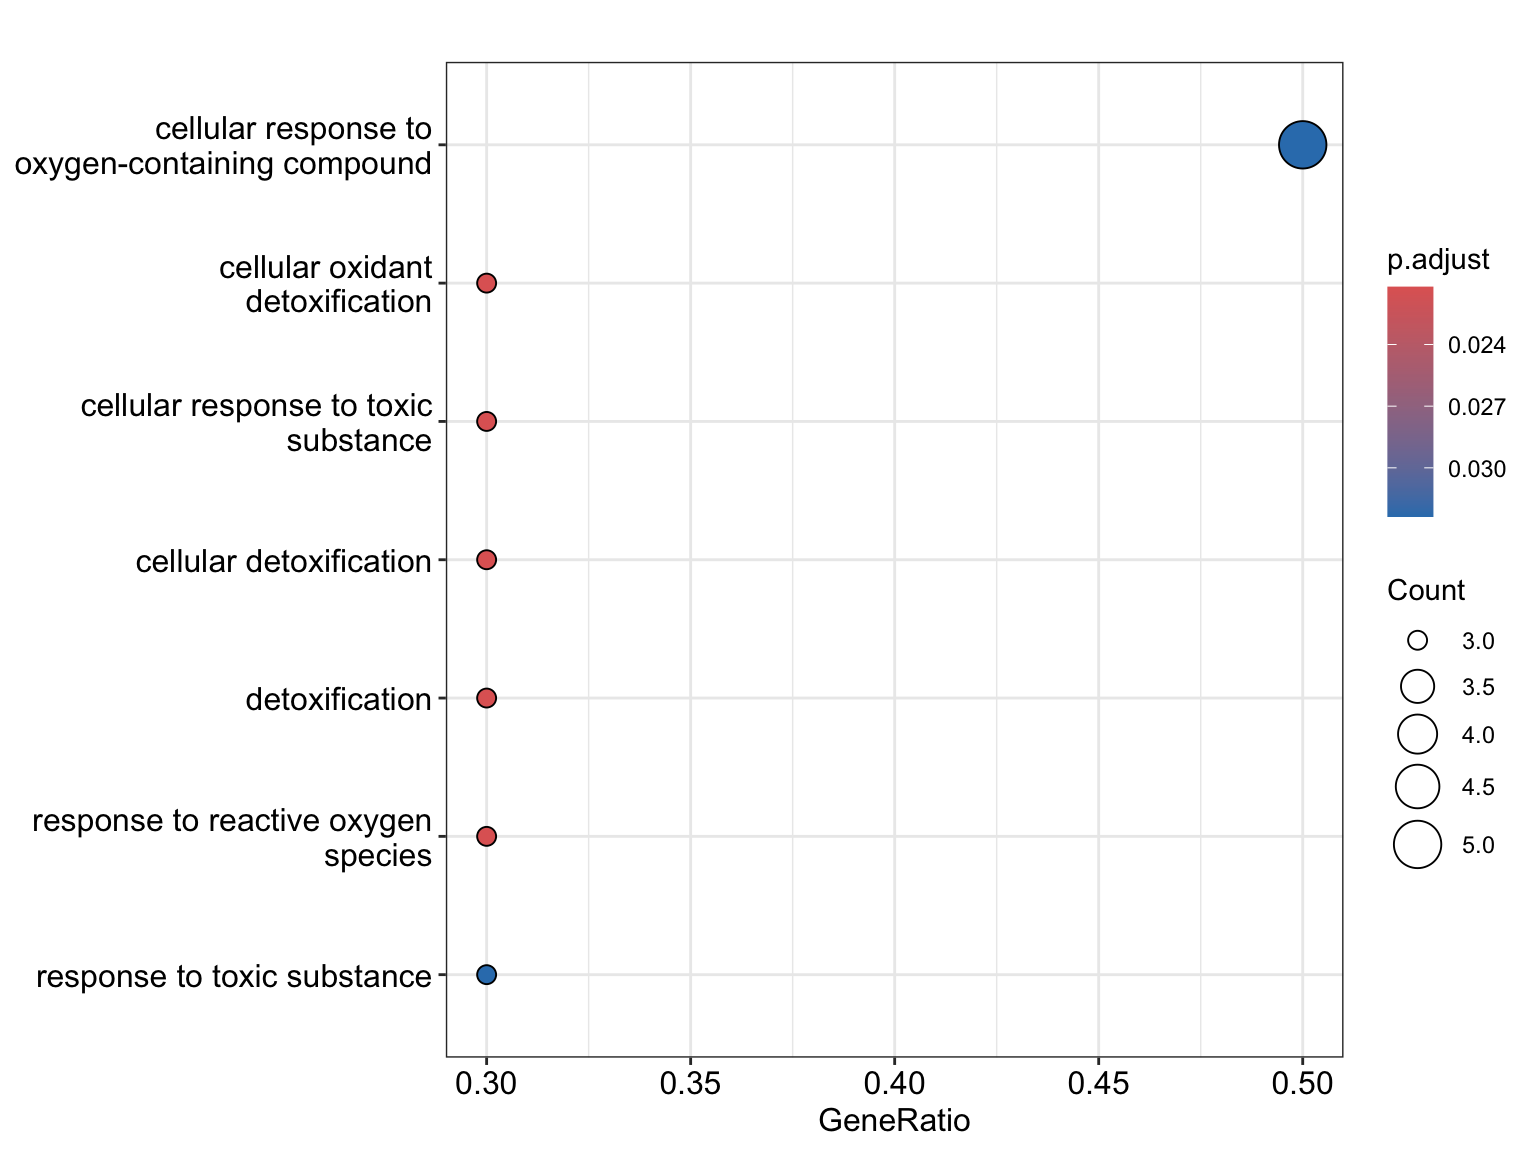 cellular response to
oxygen-containing compound
cellular oxidant
detoxification
cellular response to toxic
substance
cellular detoxification
detoxification
response to reactive oxygen
species
response to toxic substance
0.30
0.35
0.40
0.45
0.50
GeneRatio
p.adjust
0.024
0.027
0.030
Count
3.0
3.5
4.0
4.5
5.0